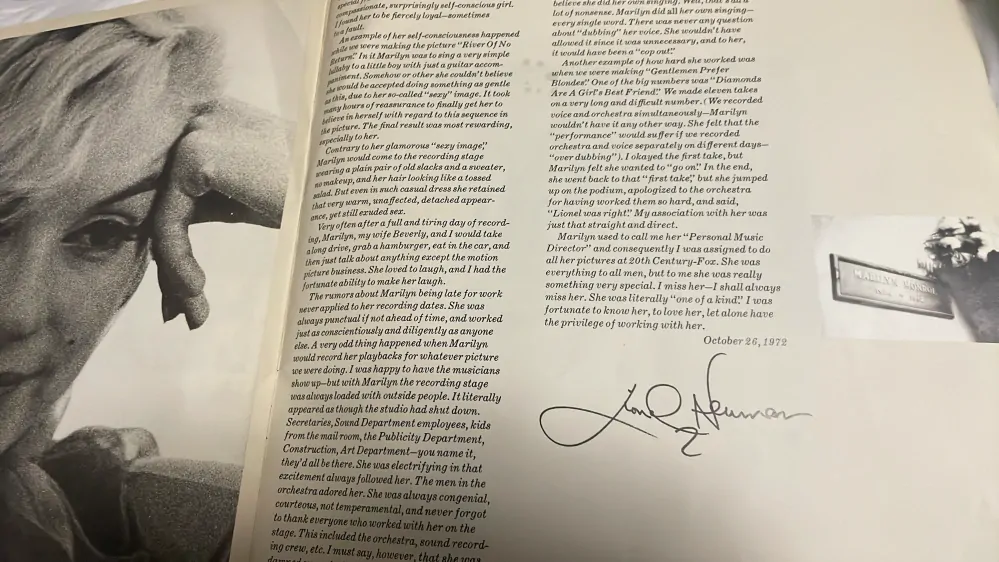 compassionate, surprisingly self-conscious girl.
I found her to be fiercely loyal—sometimes
to a fault.
An example of her self-consciousness happened
while we were making the picture "River Of No
Return." In it Marilyn was to sing a very simple
lullaby to a little boy with just a guitar accom-
paniment. Somehow or other she couldn't believe
she would be accepted doing something as gentle
as this, due to her so-called "sexy" image. It took
many hours of reassurance to finally get her to
believe in herself with regard to this sequence in
the picture. The final result was most rewarding,
especially to her.
Contrary to her glamorous "sexy image,"
Marilyn would come to the recording stage
wearing a plain pair of old slacks and a sweater,
no makeup, and her hair looking like a tossed
salad. But even in such casual dress she retained
that very warm, unaffected, detached appear-
ance, yet still exuded sex.
Very often after a full and tiring day of record-
ing, Marilyn, my wife Beverly, and I would take
a long drive, grab a hamburger, eat in the car, and
then just talk about anything except the motion
picture business. She loved to laugh, and I had the
fortunate ability to make her laugh.
The rumors about Marilyn being late for work
never applied to her recording dates. She was
always punctual if not ahead of time, and worked
just as conscientiously and diligently as anyone
else. A very odd thing happened when Marilyn
would record her playbacks for whatever picture
we were doing. I was happy to have the musicians
show up—but with Marilyn the recording stage
was always loaded with outside people. It literally
appeared as though the studio had shut down.
Secretaries, Sound Department employees, kids
from the mail room, the Publicity Department,
Construction, Art Department—you name it,
they'd all be there. She was electrifying in that
excitement always followed her. The men in the
orchestra adored her. She was always congenial,
courteous, not temperamental, and never forgot
to thank everyone who worked with her on the
stage. This included the orchestra, sound record-
ing crew, etc. I must say, however, that she was
believe she did her own singing. Well, that's a
lot of nonsense. Marilyn did all her own singing—
every single word. There was never any question
about "dubbing" her voice. She wouldn't have
allowed it since it was unnecessary, and to her,
it would have been a "cop out."
Another example of how hard she worked was
when we were making "Gentlemen Prefer
Blondes." One of the big numbers was "Diamonds
Are A Girl's Best Friend." We made eleven takes
on a very long and difficult number. (We recorded
voice and orchestra simultaneously—Marilyn
wouldn't have it any other way. She felt that the
"performance" would suffer if we recorded
orchestra and voice separately on different days—
"over dubbing"). I okayed the first take, but
Marilyn felt she wanted to "go on." In the end,
she went back to that "first take," but she jumped
up on the podium, apologized to the orchestra
for having worked them so hard, and said,
"Lionel was right." My association with her was
just that straight and direct.
Marilyn used to call me her "Personal Music
Director" and consequently I was assigned to do
all her pictures at 20th Century-Fox. She was
everything to all men, but to me she was really
something very special. I miss her—I shall always
miss her. She was literally "one of a kind." I was
fortunate to know her, to love her, let alone have
the privilege of working with her.
October 26, 1972
Lionel Newman
MARILYN MONROE